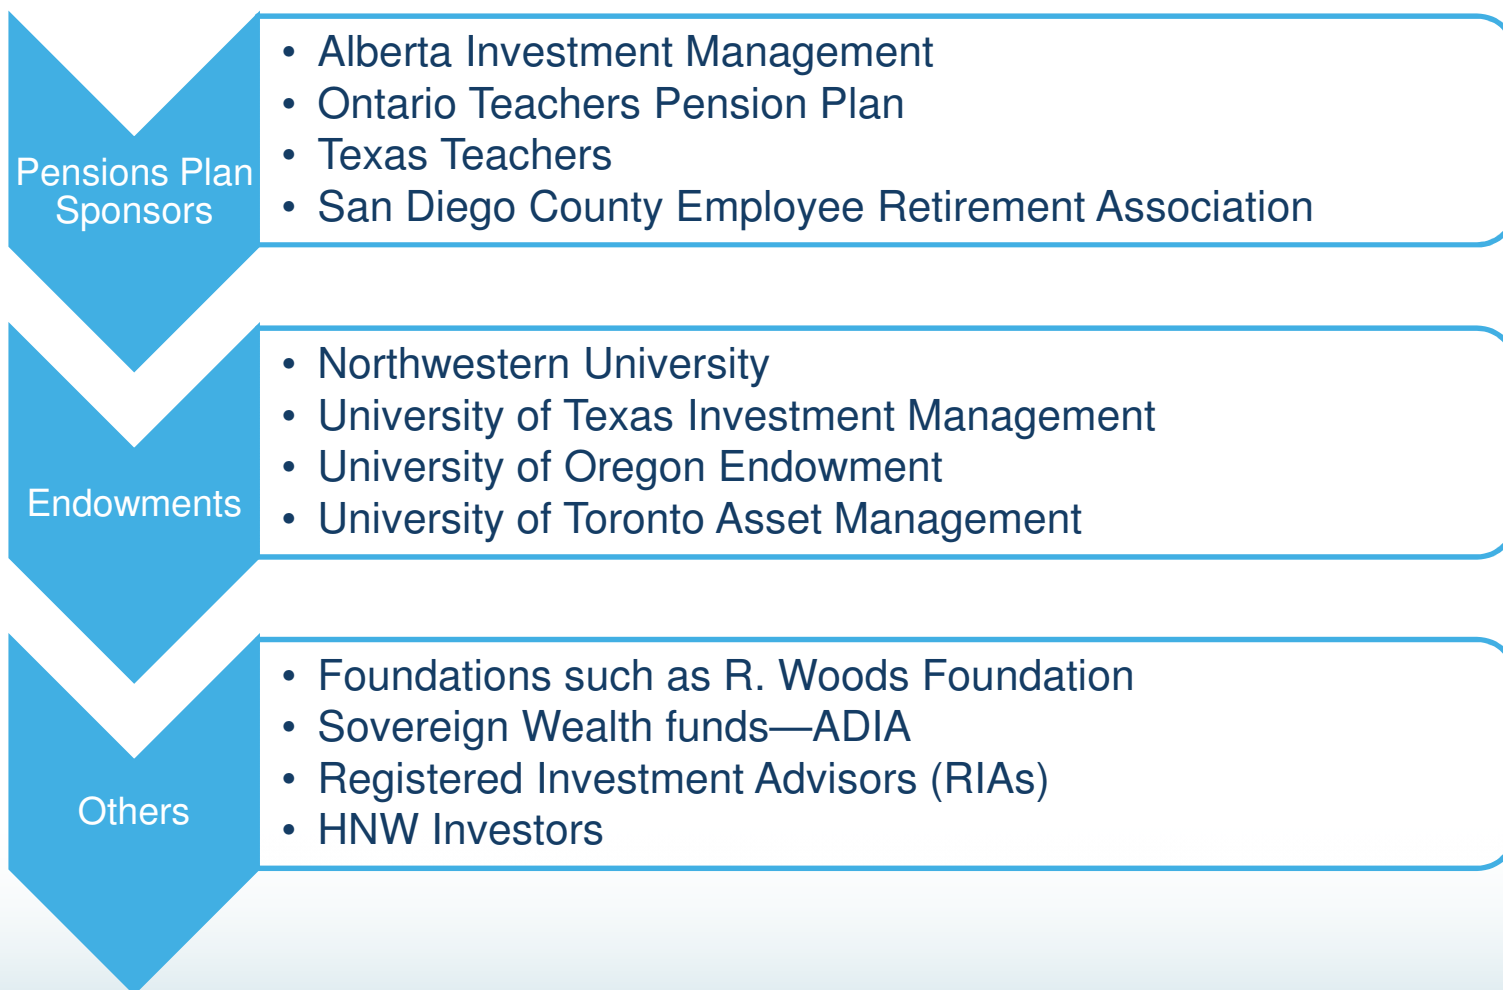 Pensions Plan
Sponsors
• Alberta Investment Management
• Ontario Teachers Pension Plan
• Texas Teachers
• San Diego County Employee Retirement Association
Endowments
• Northwestern University
• University of Texas Investment Management
• University of Oregon Endowment
• University of Toronto Asset Management
Others
• Foundations such as R. Woods Foundation
• Sovereign Wealth funds—ADIA
• Registered Investment Advisors (RIAs)
• HNW Investors